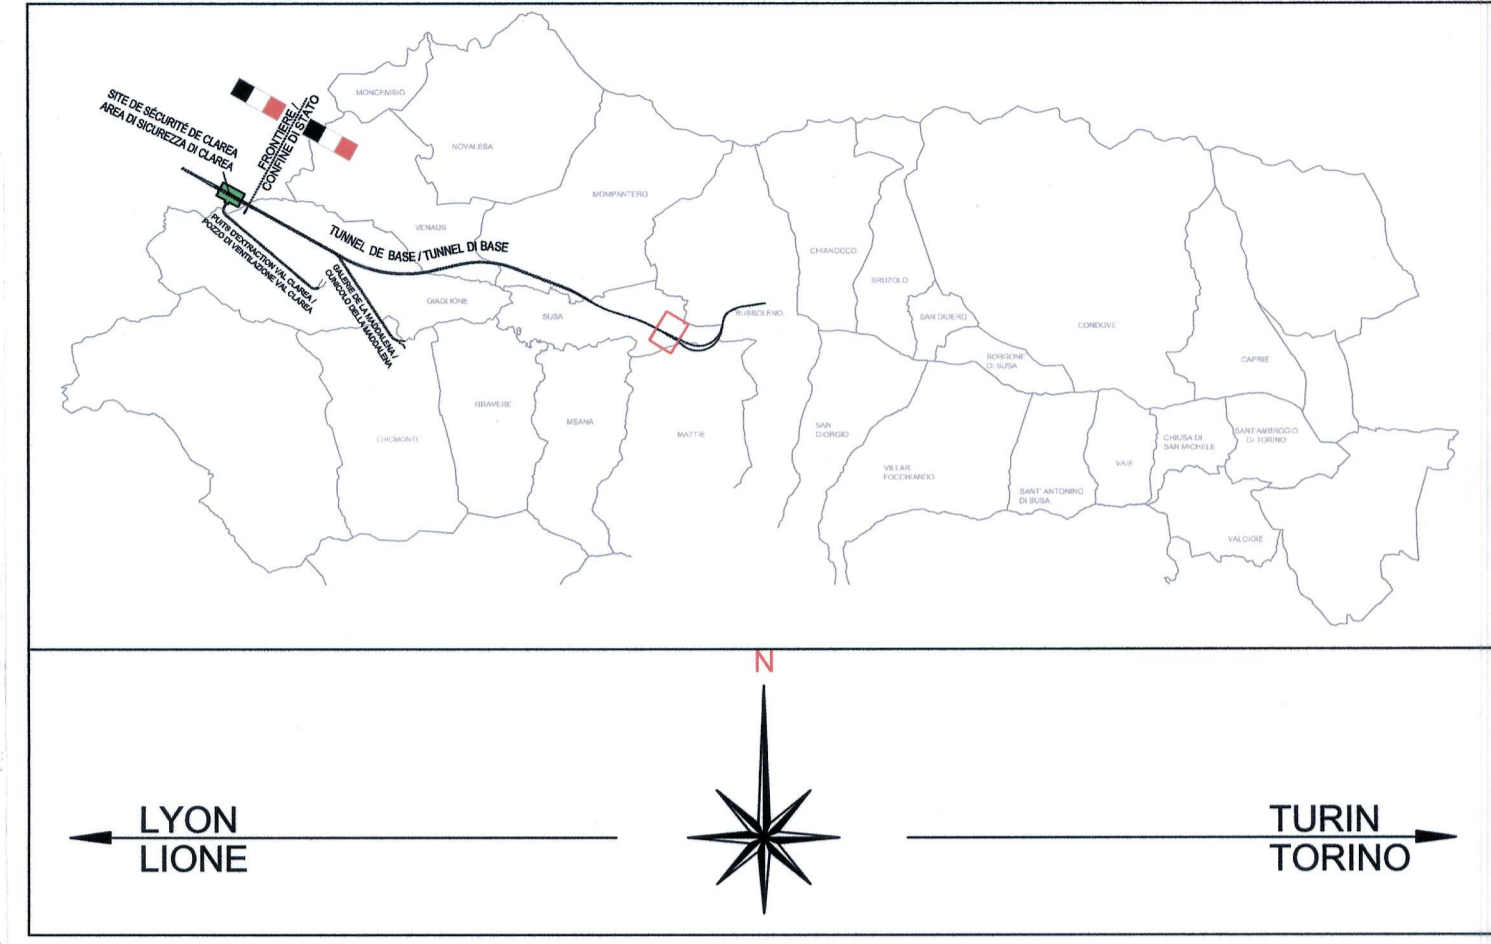 MONCENISIO
SITE DE SÉCURITÉ DE CLAREA
AREA DI SICUREZZA DI CLAREA
FRONTIERE /
CONFINE DI STATO
NOVALESA
MOMPANTERO
VENAUS
TUNNEL DE BASE / TUNNEL DI BASE
PUITS D'EXTRACTION VAL CLAREA /
POZZO DI VENTILAZIONE VAL CLAREA
GALERIE DE LA MADDALENA /
CUNICOLO DELLA MADDALENA
CHIANOCCO
BRUZOLO
GIAGLIONE
SUSA
BUSSOLENO
SAN DIDERO
CONDOVE
BORGONE
DI SUSA
CAPRIE
GRAVERE
MEANA
MATTIE
CHIOMONTE
SAN
GIORGIO
VILLAR
FOCCHIARDO
SANT' ANTONINO
DI SUSA
VAIE
CHIUSA DI
SAN MICHELE
SANT'AMBROGIO
DI TORINO
VALGIOIE
N
LYON
LIONE
TURIN
TORINO